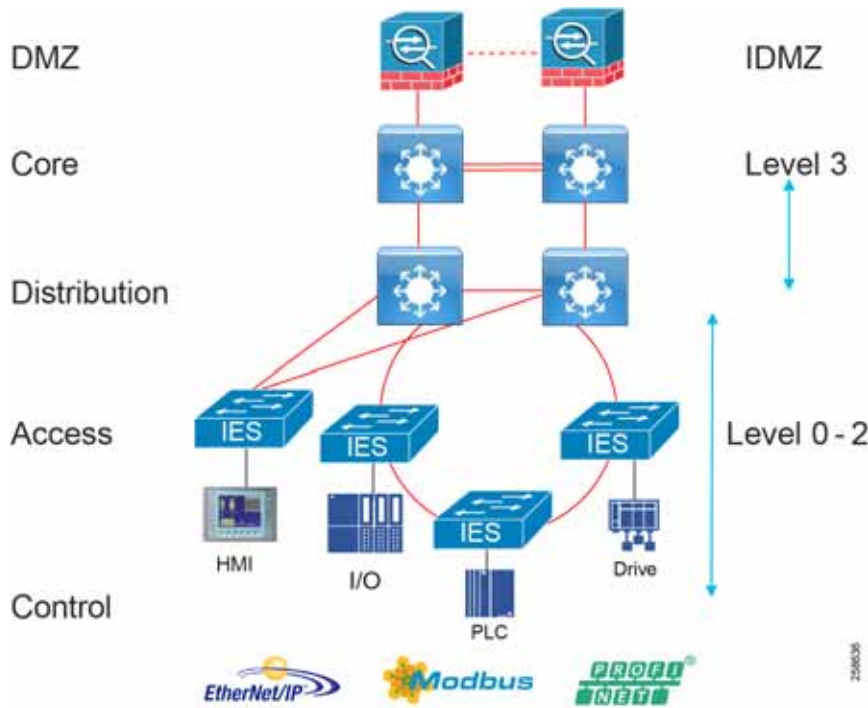 DMZ
IDMZ
Core
Level 3
Distribution
Access
IES
IES
IES
IES
Level 0 - 2
HMI
I/O
PLC
Drive
Control
EtherNet/IP
Modbus
PROFI
NET
®
258636